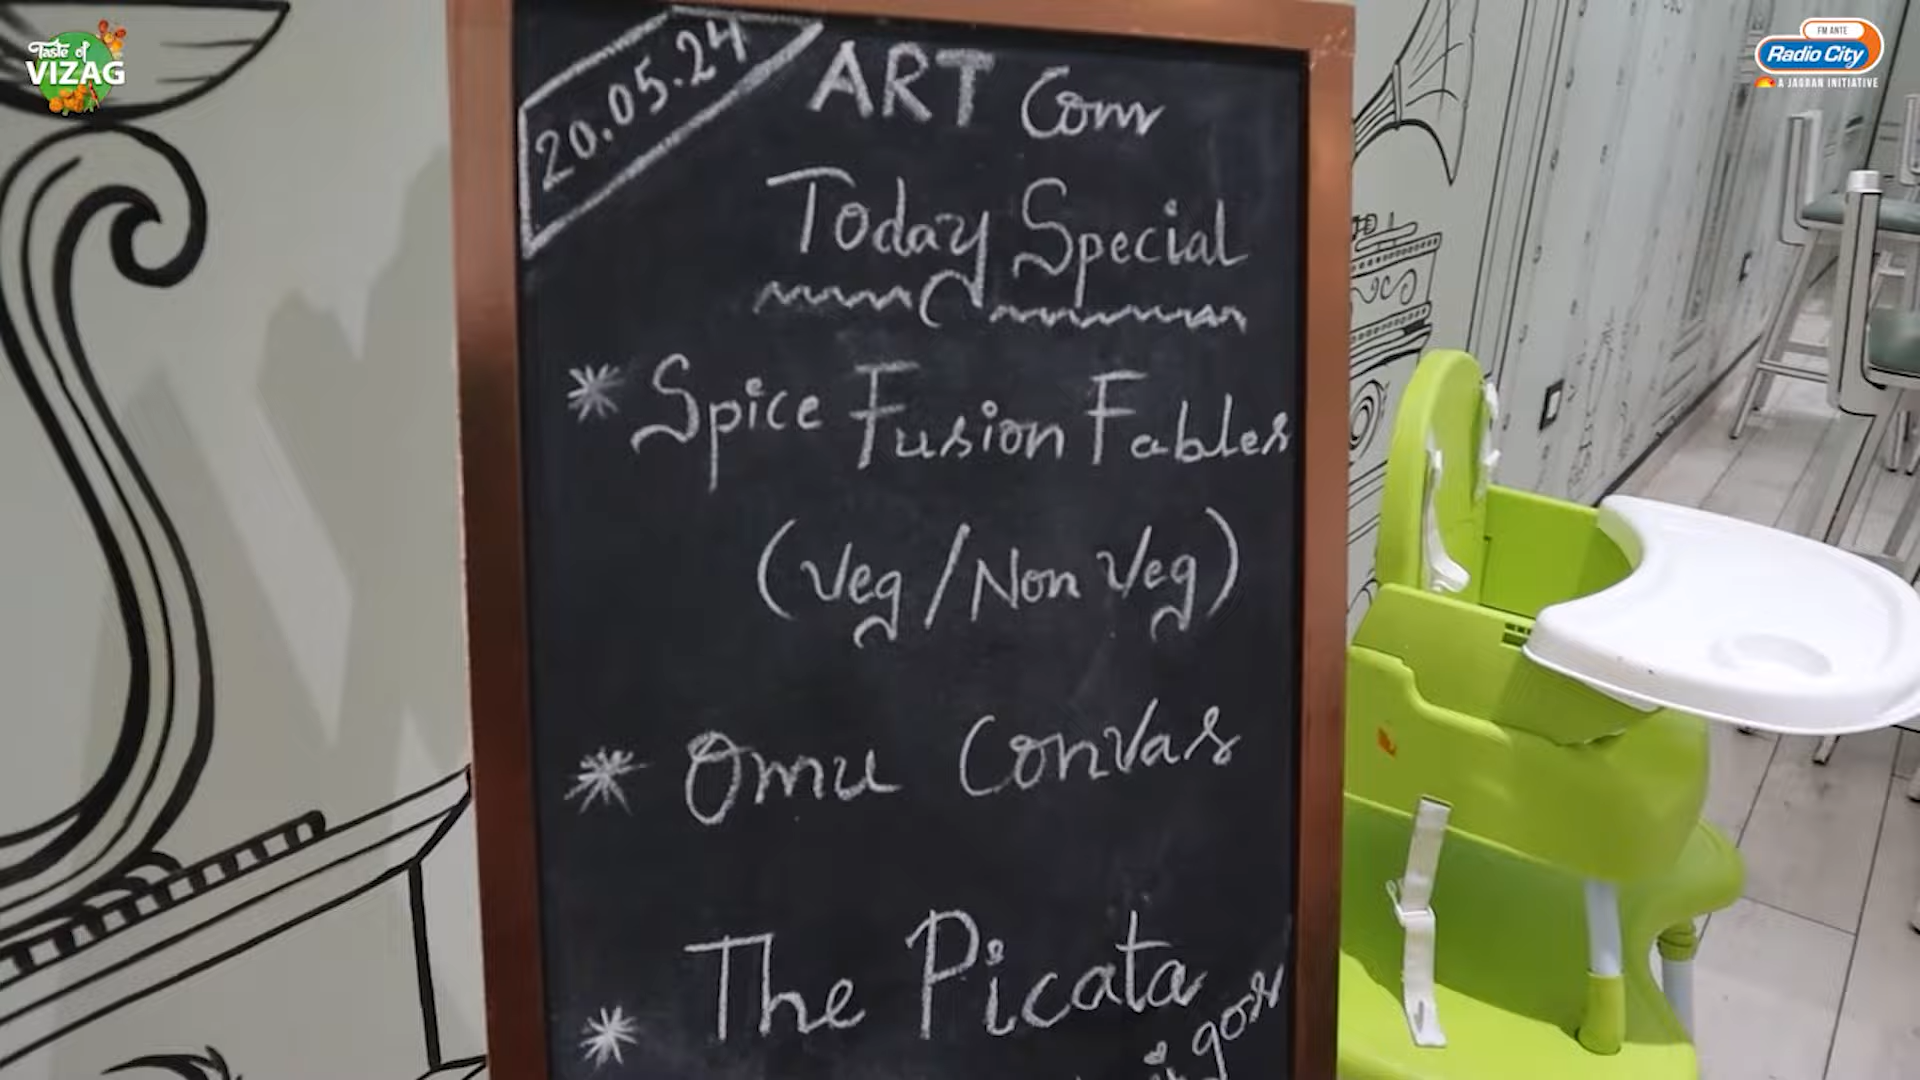 Taste of
VIZAG
FM ANTE
Radio City
A JAGRAN INITIATIVE
20.05.24
ART Com
Today Special
* Spice Fusion Fables
(Veg/Non Veg)
* Omu Convas
* The Picata